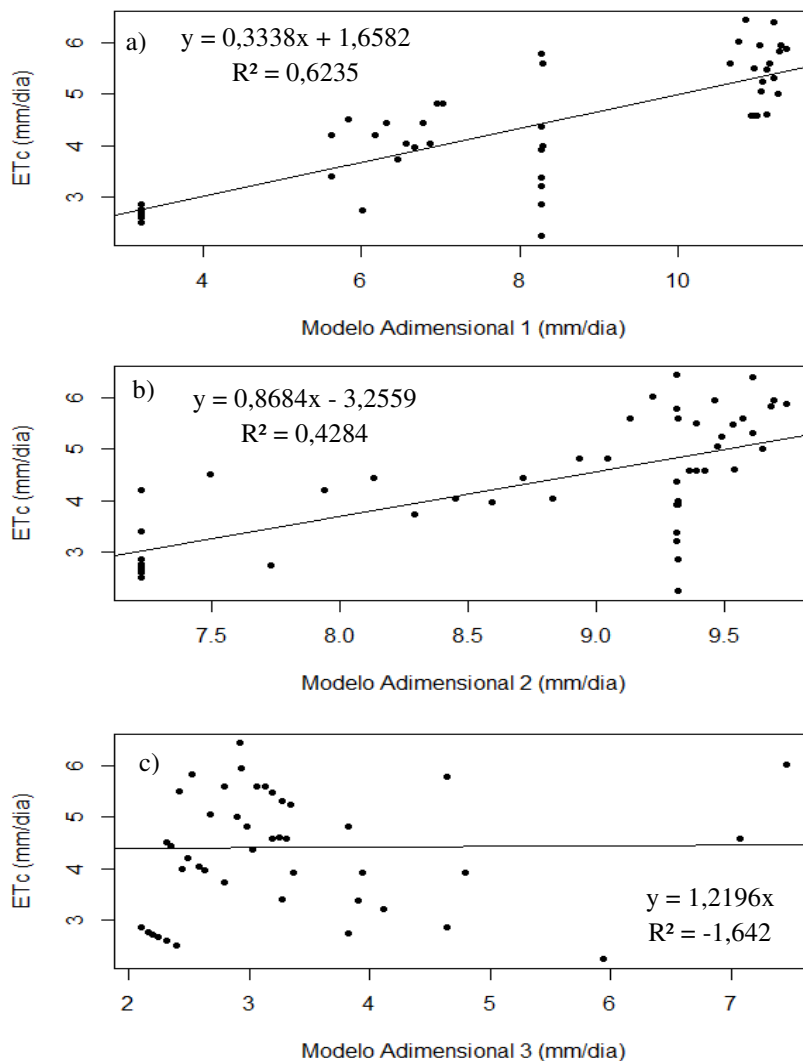 a)
y = 0,3338x + 1,6582
R² = 0,6235
ETc (mm/dia)
6
5
4
3
4 6 8 10
Modelo Adimensional 1 (mm/dia)
b)
y = 0,8684x - 3,2559
R² = 0,4284
ETc (mm/dia)
6
5
4
3
7.5 8.0 8.5 9.0 9.5
Modelo Adimensional 2 (mm/dia)
c)
ETc (mm/dia)
6
5
4
3
y = 1,2196x
R² = -1,642
2 3 4 5 6 7
Modelo Adimensional 3 (mm/dia)